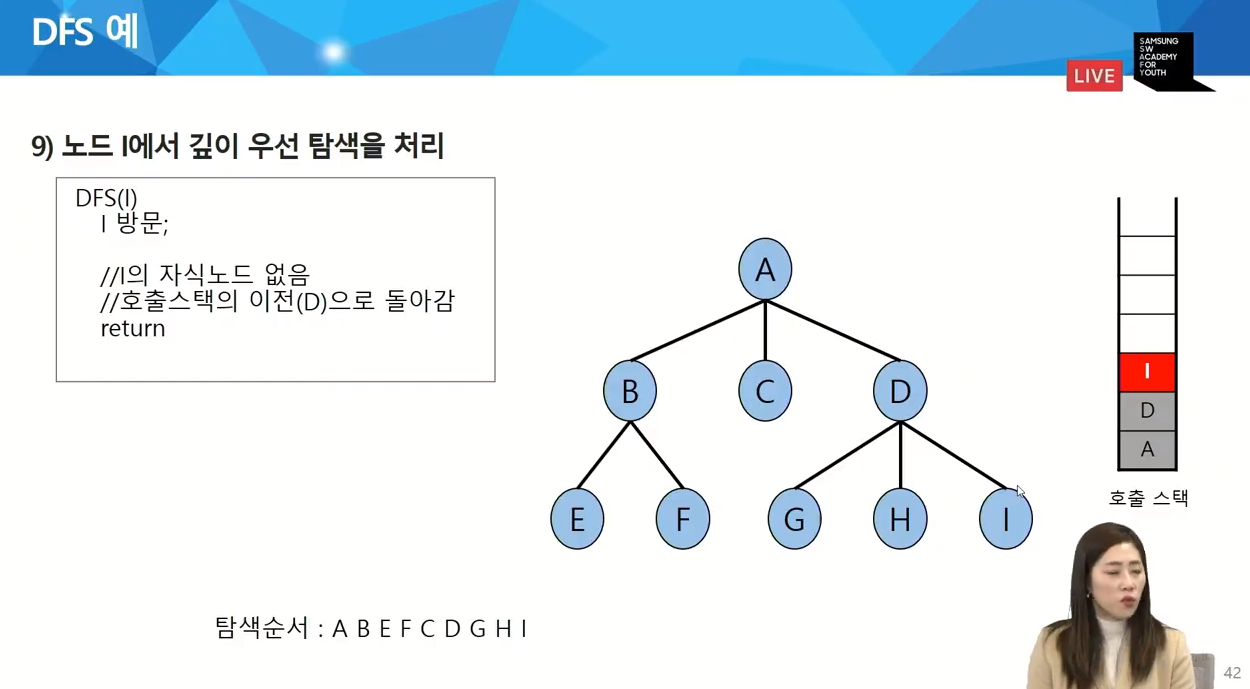 DFS 예
LIVE
SAMSUNG
SW
ACADEMY
FOR
YOUTH
9) 노드 I에서 깊이 우선 탐색을 처리
DFS(I)
I 방문;
//I의 자식노드 없음
//호출스택의 이전(D)으로 돌아감
return
A
B C D
E F G H I
I
D
A
호출 스택
탐색순서 : A B E F C D G H I
42